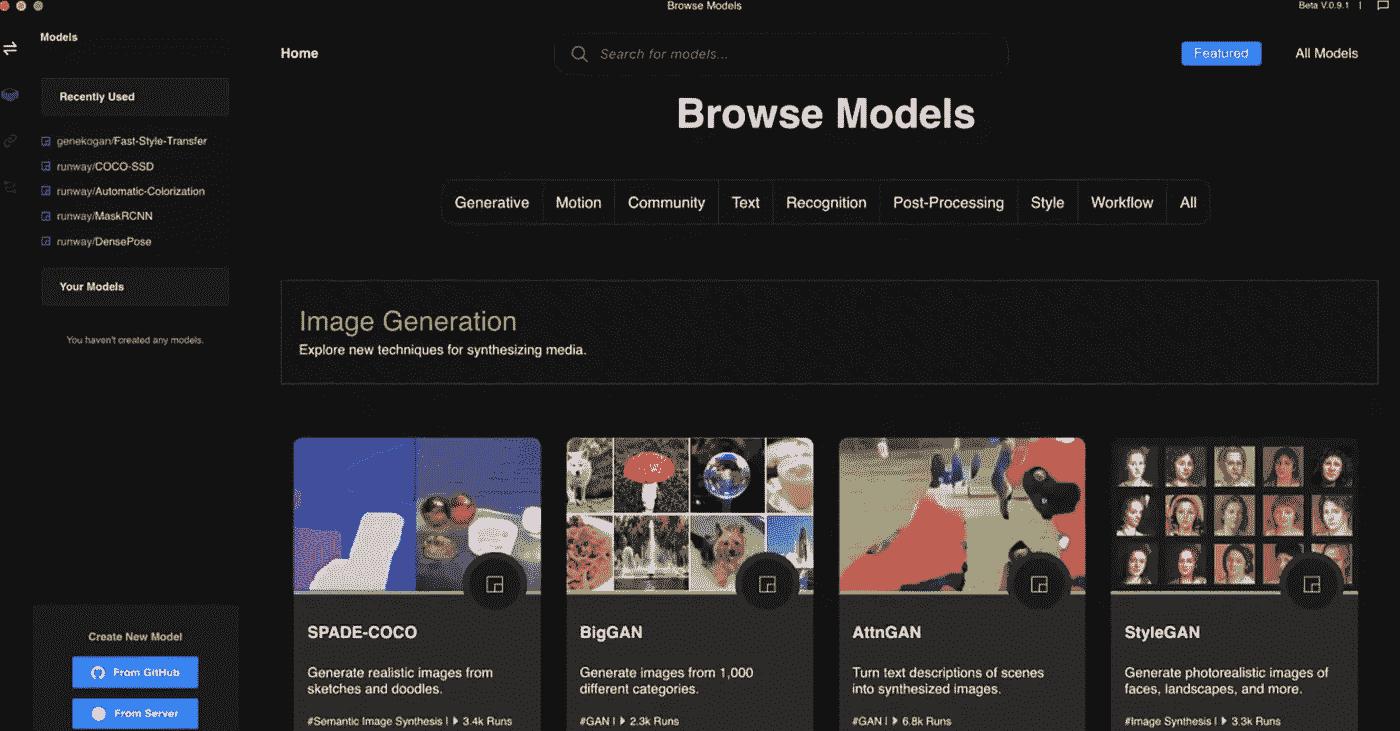 Browse Models
Beta V.0.9.1 |
Models
Home
Search for models...
Featured
All Models
Recently Used
genekogan/Fast-Style-Transfer
runway/COCO-SSD
runway/Automatic-Colorization
runway/MaskRCNN
runway/DensePose
Your Models
You haven't created any models.
Create New Model
From GitHub
From Server
Browse Models
Generative Motion Community Text Recognition Post-Processing Style Workflow All
Image Generation
Explore new techniques for synthesizing media.
SPADE-COCO
Generate realistic images from
sketches and doodles.
#Semantic Image Synthesis | 3.4k Runs
BigGAN
Generate images from 1,000
different categories.
#GAN | 2.3k Runs
AttnGAN
Turn text descriptions of scenes
into synthesized images.
#GAN | 6.8k Runs
StyleGAN
Generate photorealistic images of
faces, landscapes, and more.
#Image Synthesis | 3.3k Runs